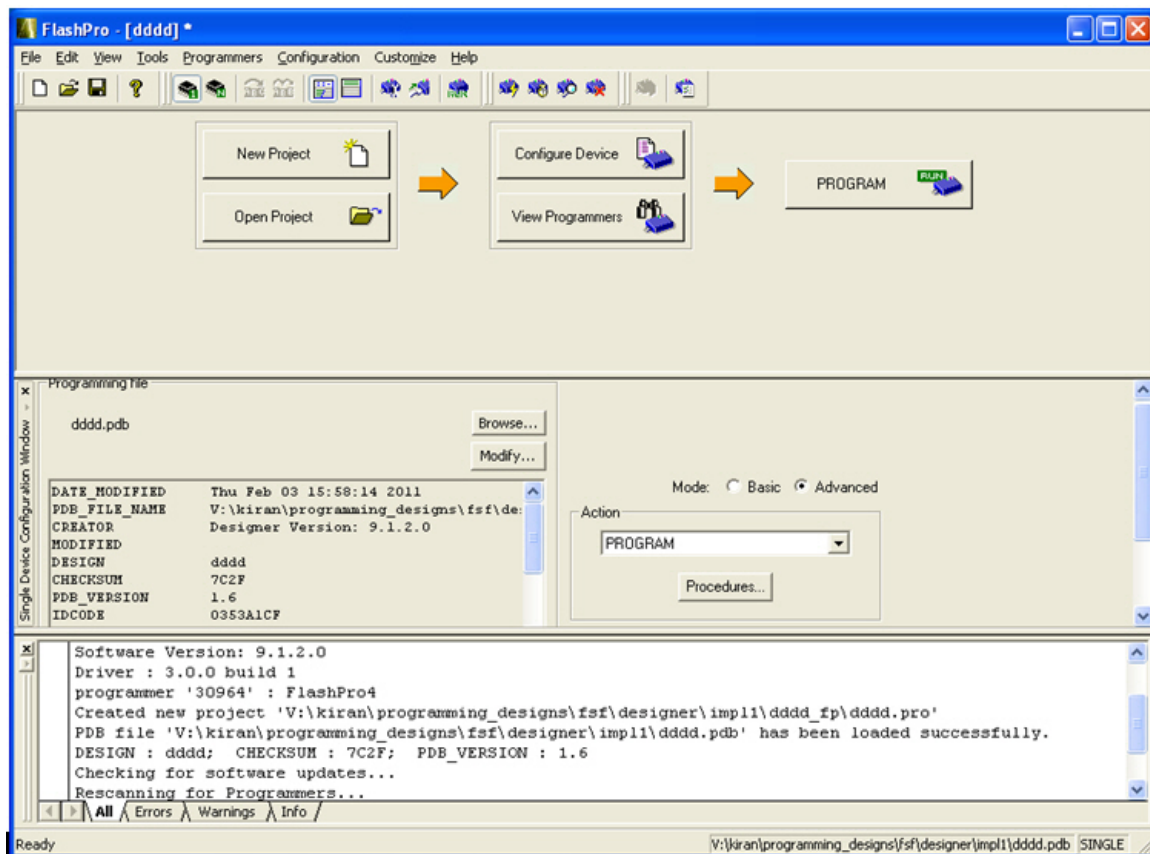 FlashPro - [dddd] *
File Edit View Tools Programmers Configuration Customize Help
New Project
Open Project
Configure Device
View Programmers
PROGRAM
RUN
Single Device Configuration Window
Programming file
dddd.pdb
Browse...
Modify...
DATE_MODIFIED Thu Feb 03 15:58:14 2011
PDB_FILE_NAME V:\kiran\programming_designs\fsf\de
CREATOR Designer Version: 9.1.2.0
MODIFIED
DESIGN dddd
CHECKSUM 7C2F
PDB_VERSION 1.6
IDCODE 0353A1CF
Mode: Basic Advanced
Action
PROGRAM
Procedures...
Software Version: 9.1.2.0
Driver : 3.0.0 build 1
programmer '30964' : FlashPro4
Created new project 'V:\kiran\programming_designs\fsf\designer\impl1\dddd_fp\dddd.pro'
PDB file 'V:\kiran\programming_designs\fsf\designer\impl1\dddd.pdb' has been loaded successfully.
DESIGN : dddd; CHECKSUM : 7C2F; PDB_VERSION : 1.6
Checking for software updates...
Rescanning for Programmers...
All Errors Warnings Info
Ready V:\kiran\programming_designs\fsf\designer\impl1\dddd.pdb SINGLE